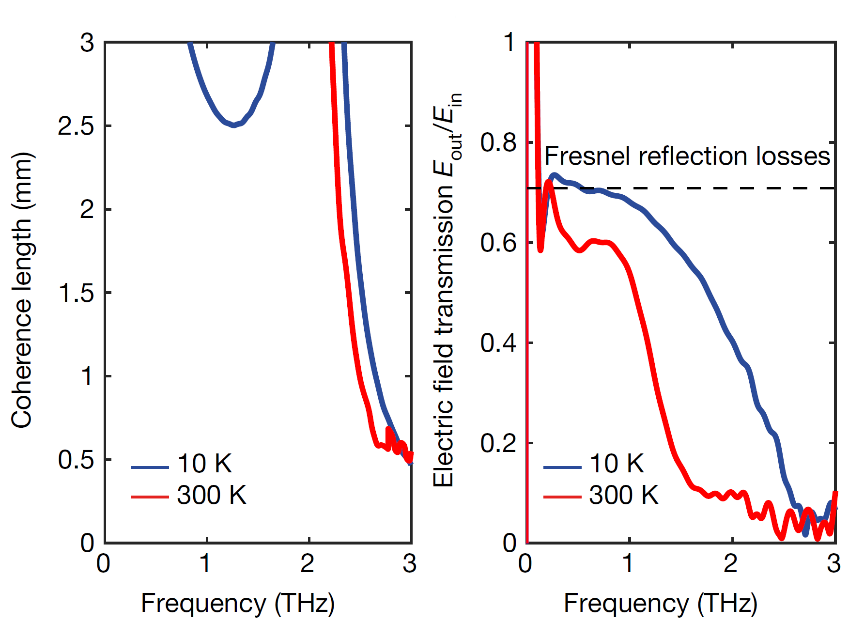 Coherence length (mm)
3
2.5
2
1.5
1
0.5
0
10 K
300 K
0
1
2
3
Frequency (THz)
Electric field transmission Eout/Ein
1
0.8
0.6
0.4
0.2
0
Fresnel reflection losses
10 K
300 K
0
1
2
3
Frequency (THz)